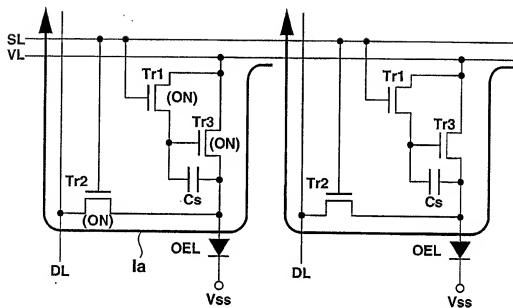 SL
VL
Tr1
(ON)
Tr3
(ON)
Tr2
(ON)
Cs
DL
Ia
OEL
Vss
Tr1
Tr3
Tr2
Cs
DL
OEL
Vss